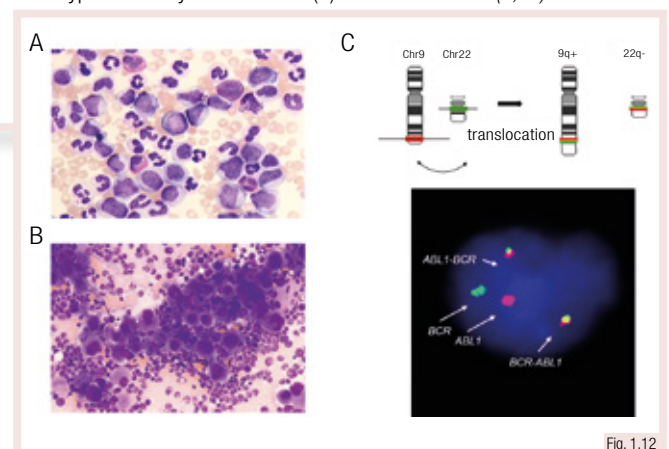 A
C
Chr9 Chr22 9q+ 22q-
translocation
B
ABL1-BCR
BCR
ABL1
BCR-ABL1
Fig. 1.12